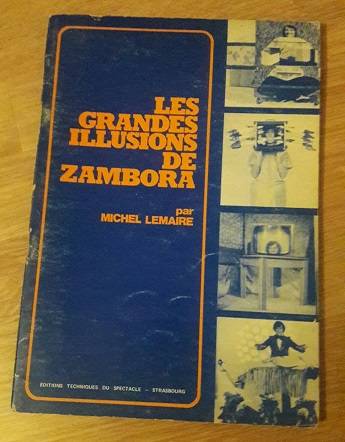 LES
GRANDES
ILLUSIONS
DE
ZAMBORA
par
MICHEL LEMAIRE
EDITIONS TECHNIQUES DU SPECTACLE - STRASBOURG